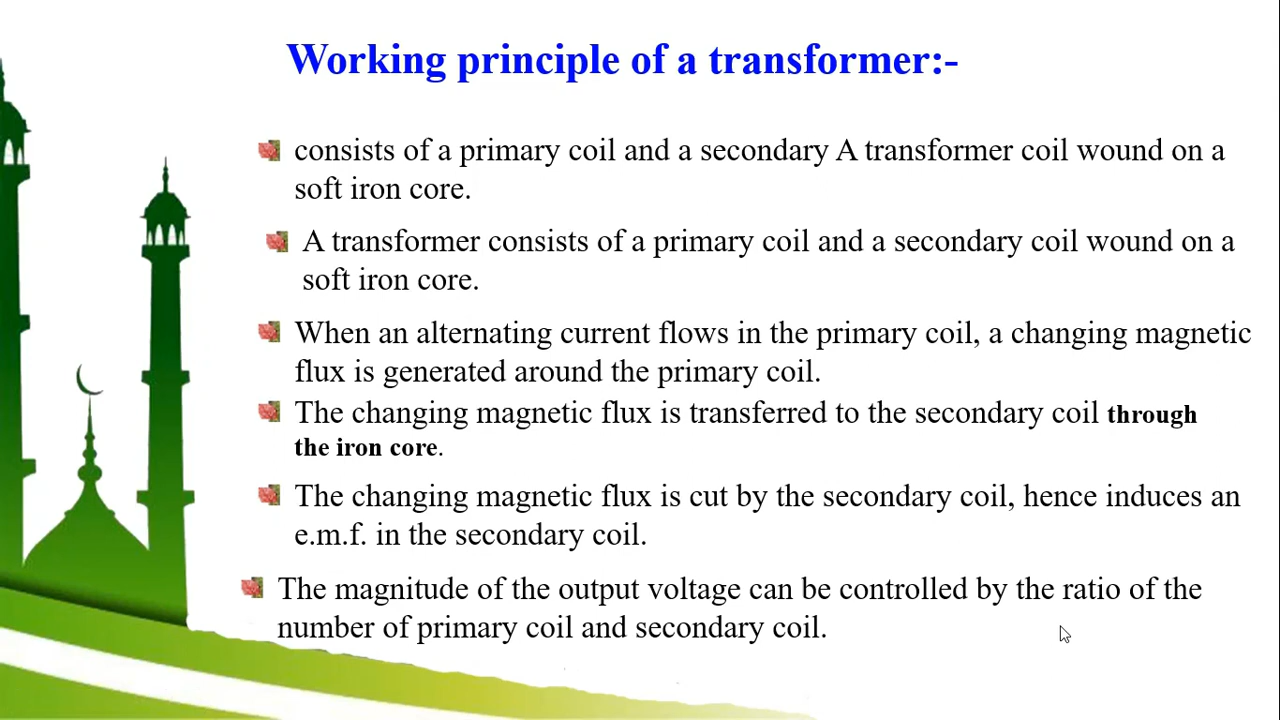 Working principle of a transformer:-
consists of a primary coil and a secondary A transformer coil wound on a
soft iron core.
A transformer consists of a primary coil and a secondary coil wound on a
soft iron core.
When an alternating current flows in the primary coil, a changing magnetic
flux is generated around the primary coil.
The changing magnetic flux is transferred to the secondary coil through
the iron core.
The changing magnetic flux is cut by the secondary coil, hence induces an
e.m.f. in the secondary coil.
The magnitude of the output voltage can be controlled by the ratio of the
number of primary coil and secondary coil.